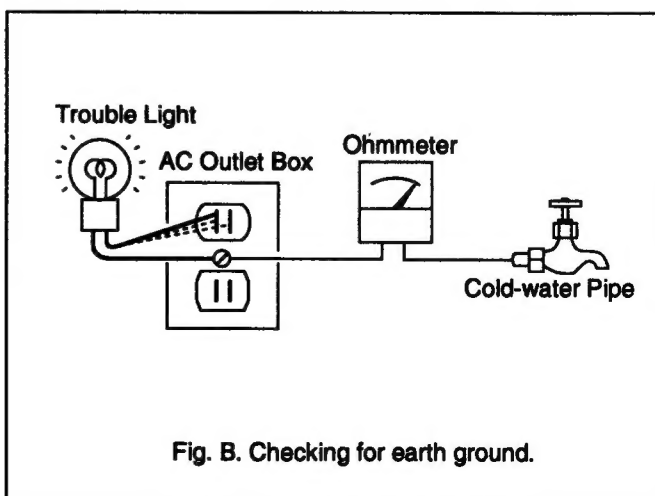 Trouble Light
AC Outlet Box
Ohmmeter
Cold-water Pipe
Fig. B. Checking for earth ground.